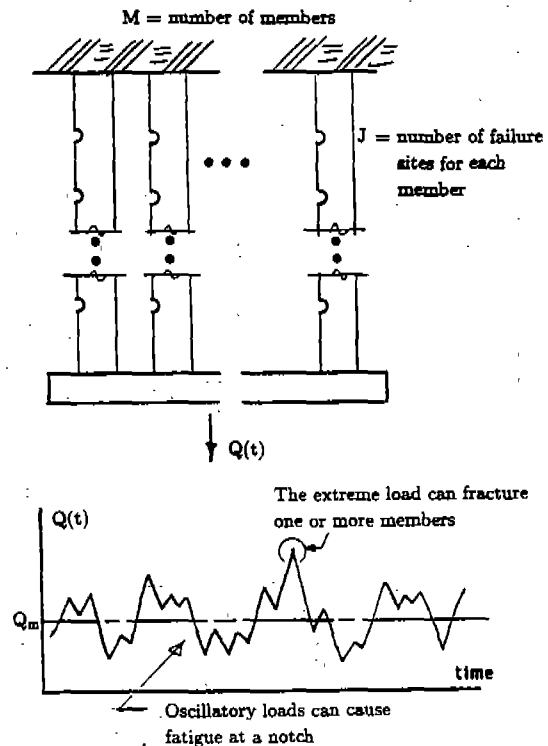 M = number of members
J = number of failure
sites for each
member
Q(t)
The extreme load can fracture
one or more members
Q(t)
Qm
time
Oscillatory loads can cause
fatigue at a notch